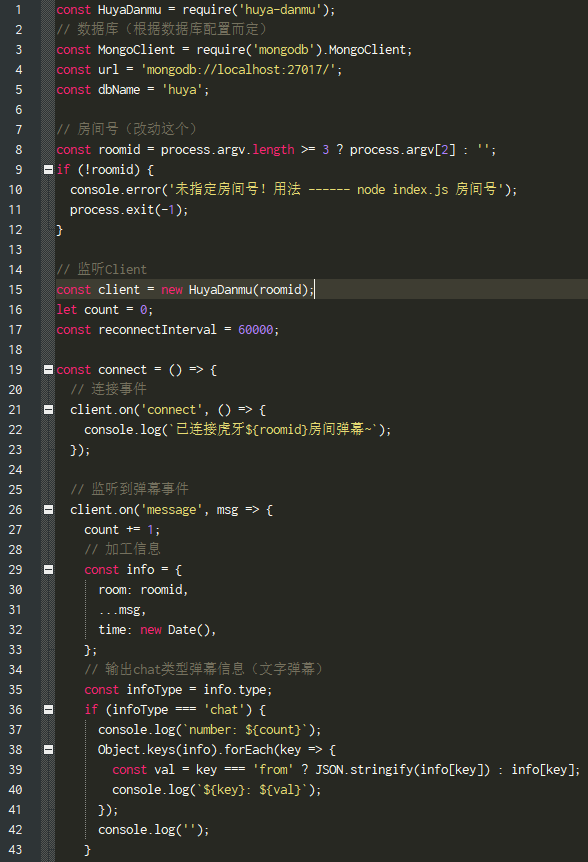 1 const HuyaDanmu = require('huya-danmu');
2 // 数据库（根据数据库配置而定）
3 const MongoClient = require('mongodb').MongoClient;
4 const url = 'mongodb://localhost:27017/';
5 const dbName = 'huya';
6
7 // 房间号（改动这个）
8 const roomid = process.argv.length >= 3 ? process.argv[2] : '';
9 if (!roomid) {
10   console.error('未指定房间号！用法 ------ node index.js 房间号');
11   process.exit(-1);
12 }
13
14 // 监听Client
15 const client = new HuyaDanmu(roomid);
16 let count = 0;
17 const reconnectInterval = 60000;
18
19 const connect = () => {
20   // 连接事件
21   client.on('connect', () => {
22     console.log(`已连接虎牙${roomid}房间弹幕~`);
23   });
24
25   // 监听到弹幕事件
26   client.on('message', msg => {
27     count += 1;
28     // 加工信息
29     const info = {
30       room: roomid,
31       ...msg,
32       time: new Date(),
33     };
34     // 输出chat类型弹幕信息（文字弹幕）
35     const infoType = info.type;
36     if (infoType === 'chat') {
37       console.log(`number: ${count}`);
38       Object.keys(info).forEach(key => {
39         const val = key === 'from' ? JSON.stringify(info[key]) : info[key];
40         console.log(`${key}: ${val}`);
41       });
42       console.log('');
43     }